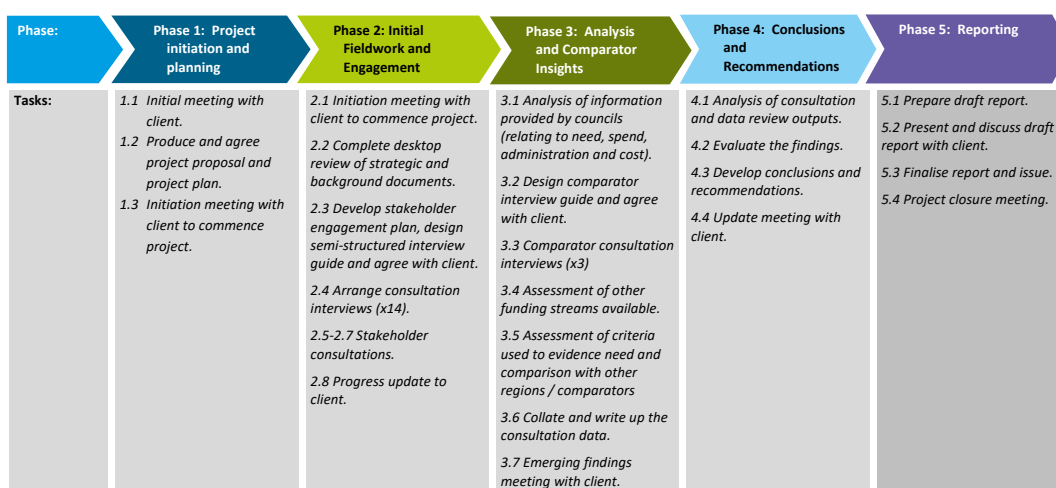 Phase:
Phase 1: Project
initiation and
planning
Phase 2: Initial
Fieldwork and
Engagement
Phase 3: Analysis
and Comparator
Insights
Phase 4: Conclusions
and
Recommendations
Phase 5: Reporting
Tasks:
1.1 Initial meeting with
client.
1.2 Produce and agree
project proposal and
project plan.
1.3 Initiation meeting with
client to commence
project.
2.1 Initiation meeting with
client to commence project.
2.2 Complete desktop
review of strategic and
background documents.
2.3 Develop stakeholder
engagement plan, design
semi-structured interview
guide and agree with client.
2.4 Arrange consultation
interviews (x14).
2.5-2.7 Stakeholder
consultations.
2.8 Progress update to
client.
3.1 Analysis of information
provided by councils
(relating to need, spend,
administration and cost).
3.2 Design comparator
interview guide and agree
with client.
3.3 Comparator consultation
interviews (x3)
3.4 Assessment of other
funding streams available.
3.5 Assessment of criteria
used to evidence need and
comparison with other
regions / comparators
3.6 Collate and write up the
consultation data.
3.7 Emerging findings
meeting with client.
4.1 Analysis of consultation
and data review outputs.
4.2 Evaluate the findings.
4.3 Develop conclusions and
recommendations.
4.4 Update meeting with
client.
5.1 Prepare draft report.
5.2 Present and discuss draft
report with client.
5.3 Finalise report and issue.
5.4 Project closure meeting.